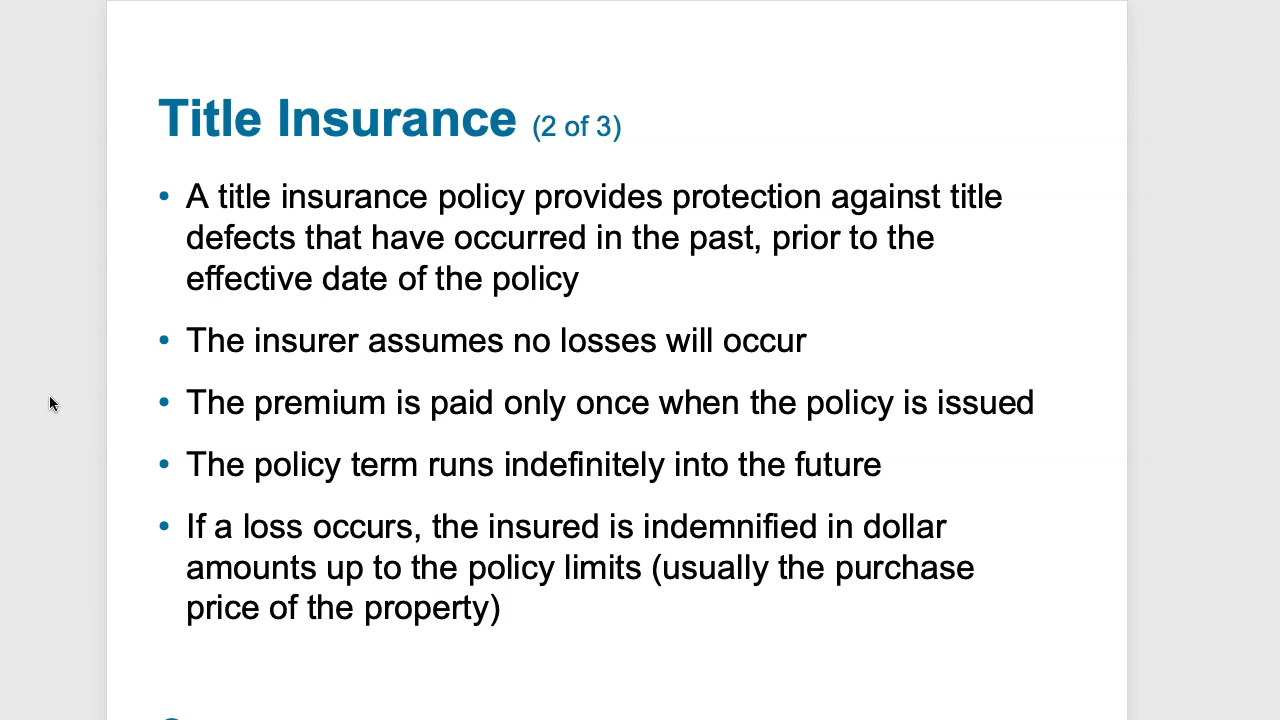 Title Insurance (2 of 3)
• A title insurance policy provides protection against title
defects that have occurred in the past, prior to the
effective date of the policy
• The insurer assumes no losses will occur
• The premium is paid only once when the policy is issued
• The policy term runs indefinitely into the future
• If a loss occurs, the insured is indemnified in dollar
amounts up to the policy limits (usually the purchase
price of the property)